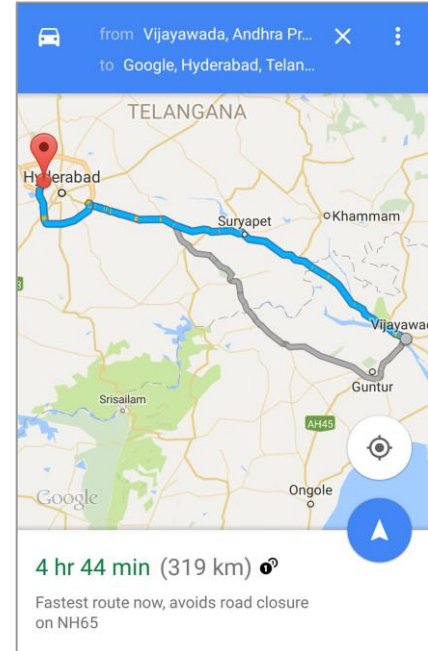 from Vijayawada, Andhra Pr...
to Google, Hyderabad, Telan...
TELANGANA
Hyderabad
Suryapet
Khammam
Vijayawad
Guntur
Srisailam
AH45
Ongole
Google
4 hr 44 min (319 km)
Fastest route now, avoids road closure
on NH65